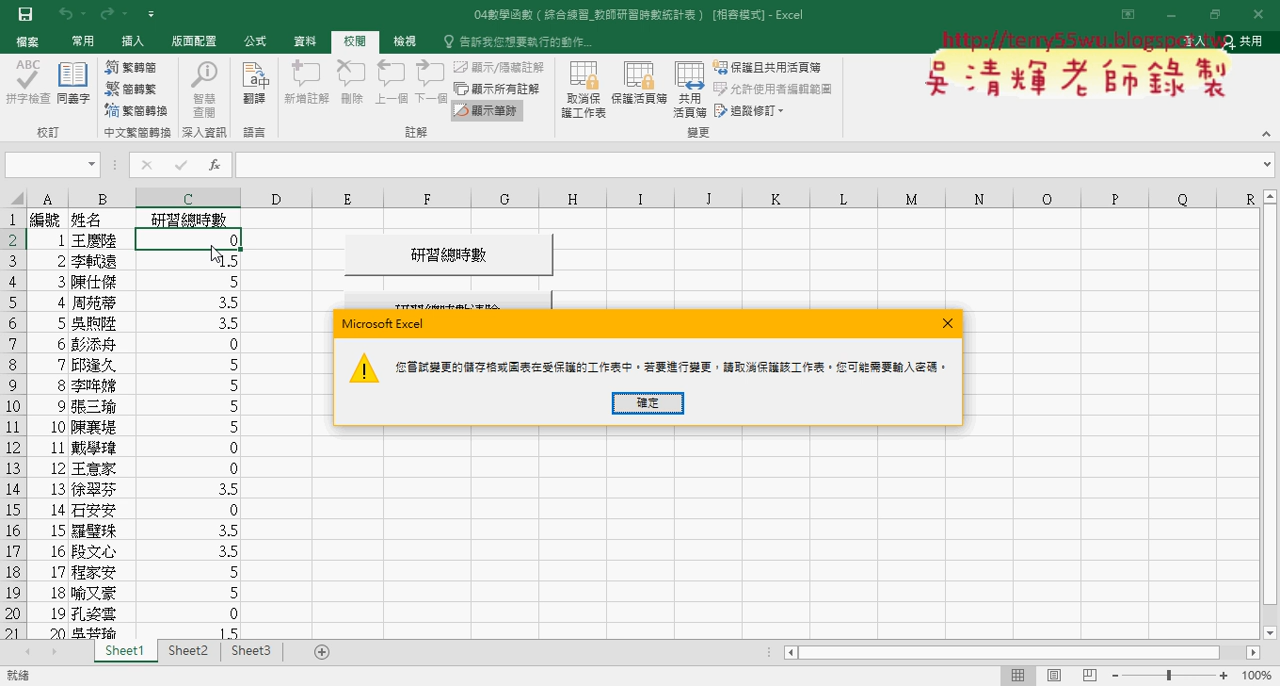 04數學函數（綜合練習_教師研習時數統計表） [相容模式] - Excel
檔案 常用 插入 版面配置 公式 資料 校閱 檢視 告訴我您想要執行的動作... 登入 共用
http://terry55wu.blogspot.tw
吳清輝老師錄製
ABC
拼字檢查 同義字
校訂
繁轉簡
簡轉繁
繁簡轉換
中文繁簡轉換
智慧
查閱
深入資訊
翻譯
語言
新增註解 刪除 上一個 下一個
顯示/隱藏註解
顯示所有註解
顯示筆跡
註解
取消保
護工作表
保護活頁簿
共用
活頁簿
保護且共用活頁簿
允許使用者編輯範圍
追蹤修訂
變更
fx
A B C D E F G H I J K L M N O P Q R
1 編號 姓名 研習總時數
2 1 王慶陸 0
3 2 李軾遠 1.5
4 3 陳仕傑 5
5 4 周苑蒂 3.5
6 5 吳煦陞 3.5
7 6 彭添舟 0
8 7 邱逢久 5
9 8 李 5
10 9 張三瑜 5
11 10 陳襄堤 5
12 11 戴學瑋 0
13 12 王意家 0
14 13 徐翠芬 3.5
15 14 石安安 0
16 15 羅璧珠 3.5
17 16 段文心 3.5
18 17 程家安 5
19 18 喻又豪 5
20 19 孔姿雲 0
21 20 吳芳瑜 1.5
研習總時數
研習總時數清除
Microsoft Excel
您嘗試變更的儲存格或圖表在受保護的工作表中。若要進行變更，請取消保護該工作表。您可能需要輸入密碼。
確定
Sheet1 Sheet2 Sheet3
就緒
100%